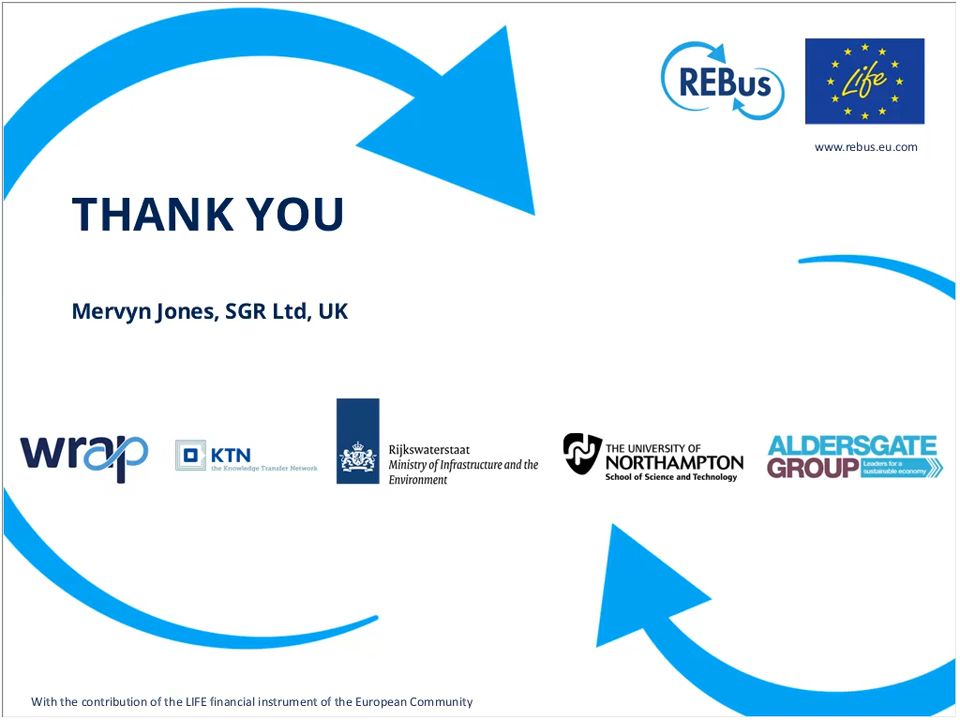 REBus
Life
www.rebus.eu.com
THANK YOU
Mervyn Jones, SGR Ltd, UK
wrap
KTN
the Knowledge Transfer Network
Rijkswaterstaat
Ministry of Infrastructure and the
Environment
THE UNIVERSITY OF
NORTHAMPTON
School of Science and Technology
ALDERSGATE
GROUP
Leaders for a
sustainable economy
With the contribution of the LIFE financial instrument of the European Community